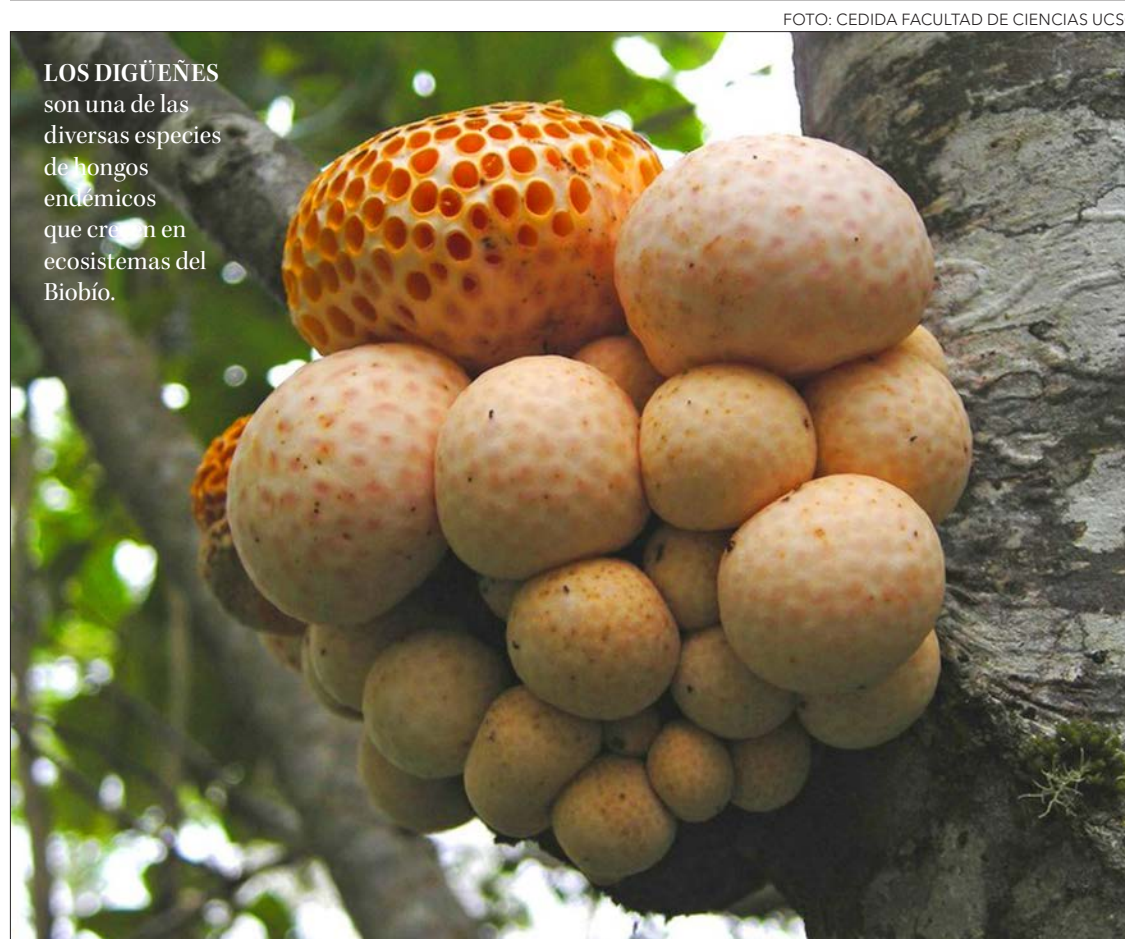 FOTO: CEDIDA FACULTAD DE CIENCIAS UCS
LOS DIGÜEÑES
son una de las
diversas especies
de hongos
endémicos
que crecen en
ecosistemas del
Biobío.